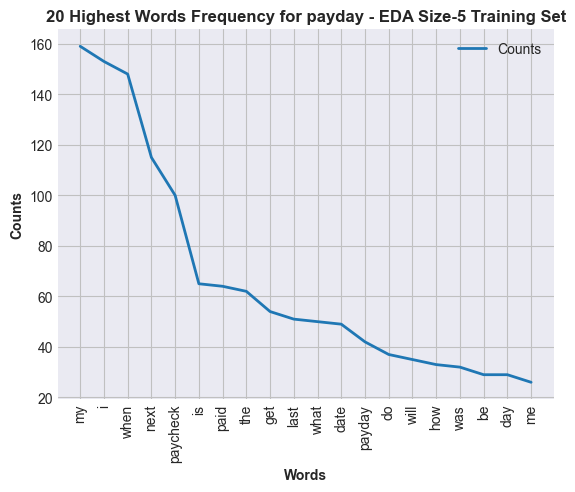 20 Highest Words Frequency for payday - EDA Size-5 Training Set
Counts
160
140
120
100
80
60
40
20
Counts
my
i
when
next
paycheck
is
paid
the
get
last
what
date
payday
do
will
how
was
be
day
me
Words